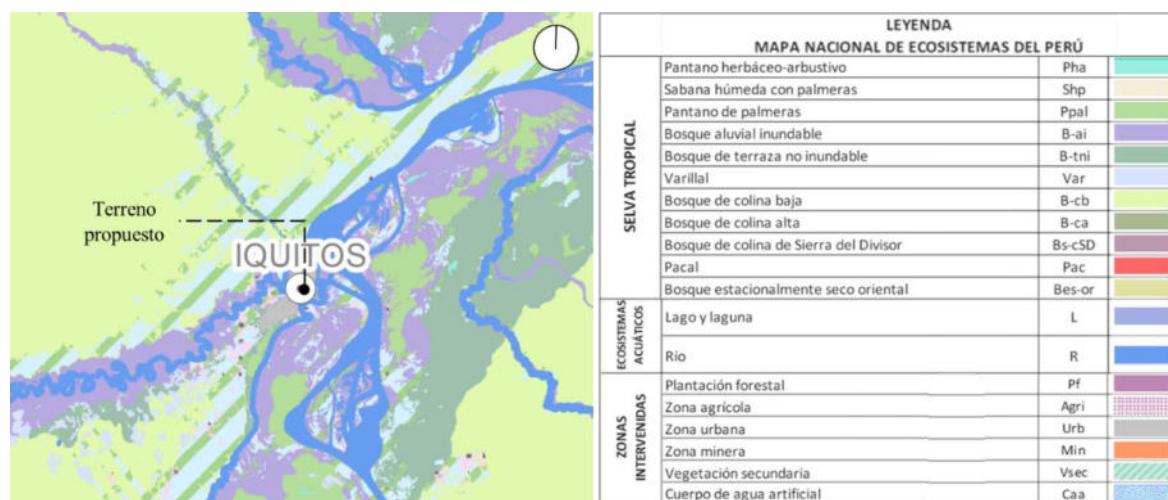 Terreno
propuesto
IQUITOS
LEYENDA
MAPA NACIONAL DE ECOSISTEMAS DEL PERÚ
SELVA TROPICAL
Pantano herbáceo-arbustivo Pha
Sabana húmeda con palmeras Shp
Pantano de palmeras Ppal
Bosque aluvial inundable B-ai
Bosque de terraza no inundable B-tni
Varillal Var
Bosque de colina baja B-cb
Bosque de colina alta B-ca
Bosque de colina de Sierra del Divisor Bs-cSD
Pacal Pac
Bosque estacionalmente seco oriental Bes-or
ECOSISTEMAS
ACUÁTICOS
Lago y laguna L
Río R
ZONAS
INTERVENIDAS
Plantación forestal Pf
Zona agrícola Agri
Zona urbana Urb
Zona minera Min
Vegetación secundaria Vsec
Cuerpo de agua artificial Caa